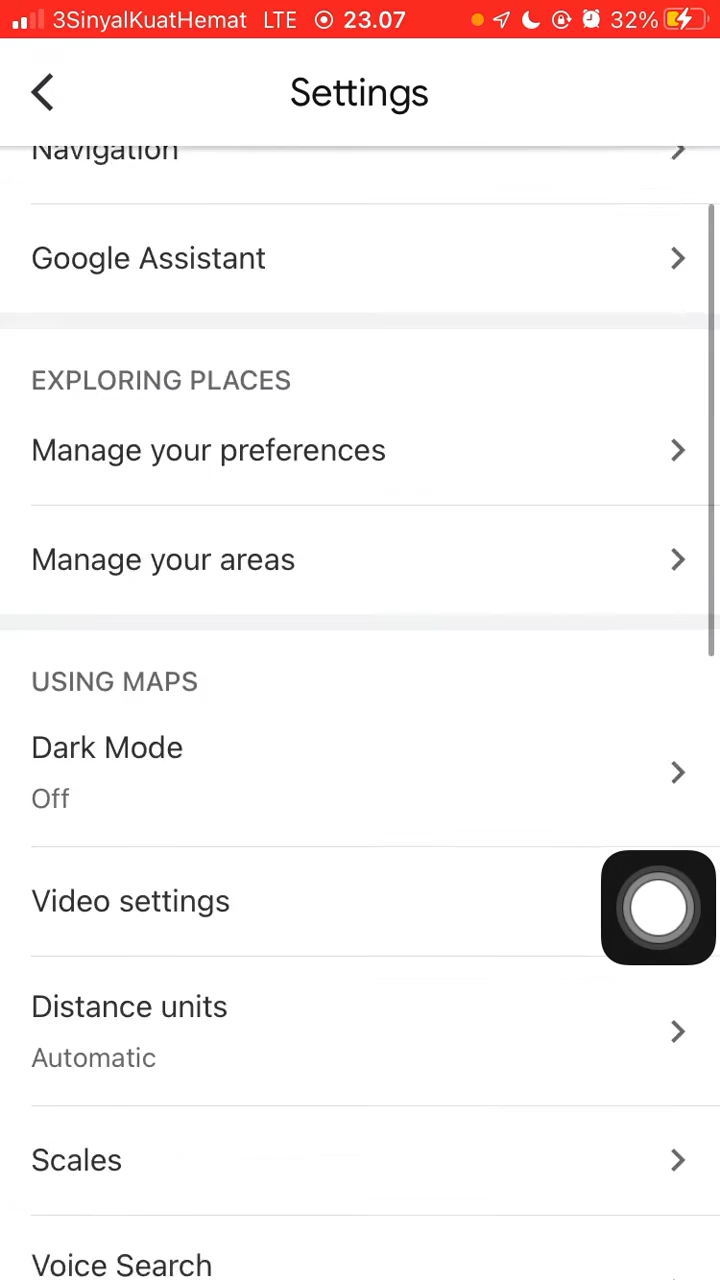 3SinyalKuatHemat LTE 23.07 32%
Settings
Navigation
Google Assistant
EXPLORING PLACES
Manage your preferences
Manage your areas
USING MAPS
Dark Mode
Off
Video settings
Distance units
Automatic
Scales
Voice Search